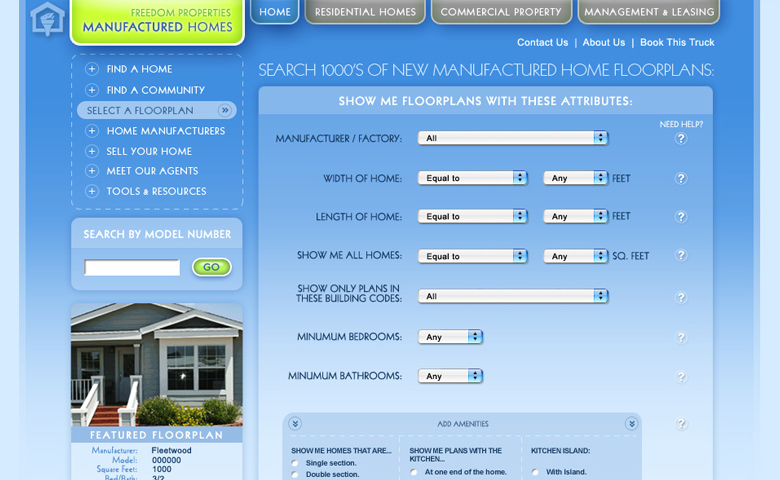 FREEDOM PROPERTIES
MANUFACTURED HOMES
HOME
RESIDENTIAL HOMES
COMMERCIAL PROPERTY
MANAGEMENT & LEASING
Contact Us | About Us | Book This Truck
FIND A HOME
FIND A COMMUNITY
SELECT A FLOORPLAN
HOME MANUFACTURERS
SELL YOUR HOME
MEET OUR AGENTS
TOOLS & RESOURCES
SEARCH BY MODEL NUMBER
GO
FEATURED FLOORPLAN
Manufacturer: Fleetwood
Model: 000000
Square Feet: 1000
Bed/Bath: 3/2
SEARCH 1000'S OF NEW MANUFACTURED HOME FLOORPLANS:
SHOW ME FLOORPLANS WITH THESE ATTRIBUTES:
NEED HELP?
MANUFACTURER / FACTORY: All ?
WIDTH OF HOME: Equal to Any FEET ?
LENGTH OF HOME: Equal to Any FEET ?
SHOW ME ALL HOMES: Equal to Any SQ. FEET ?
SHOW ONLY PLANS IN
THESE BUILDING CODES: All ?
MINUMUM BEDROOMS: Any ?
MINUMUM BATHROOMS: Any ?
ADD AMENITIES ?
SHOW ME HOMES THAT ARE...
Single section.
Double section.
SHOW ME PLANS WITH THE
KITCHEN...
At one end of the home.
KITCHEN ISLAND:
With Island.